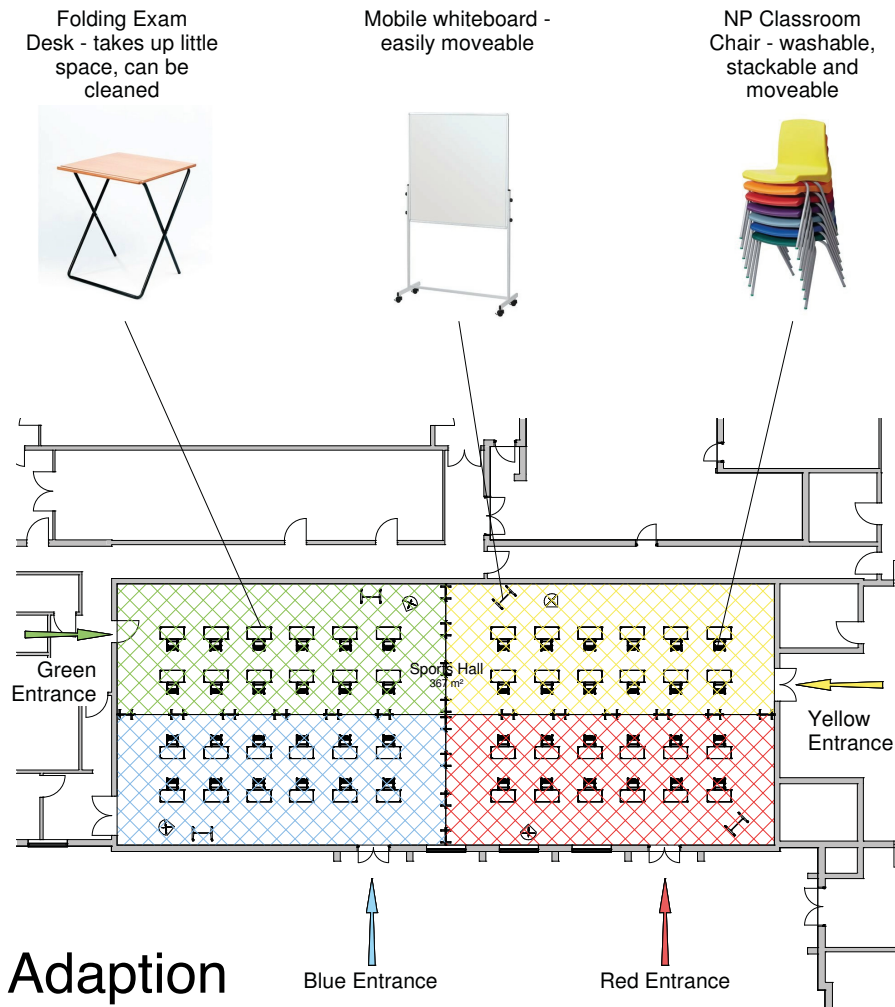 Folding Exam
Desk - takes up little
space, can be
cleaned
Mobile whiteboard -
easily moveable
NP Classroom
Chair - washable,
stackable and
moveable
Green
Entrance
Sports Hall
367 m²
Yellow
Entrance
Blue Entrance
Red Entrance
Adaption